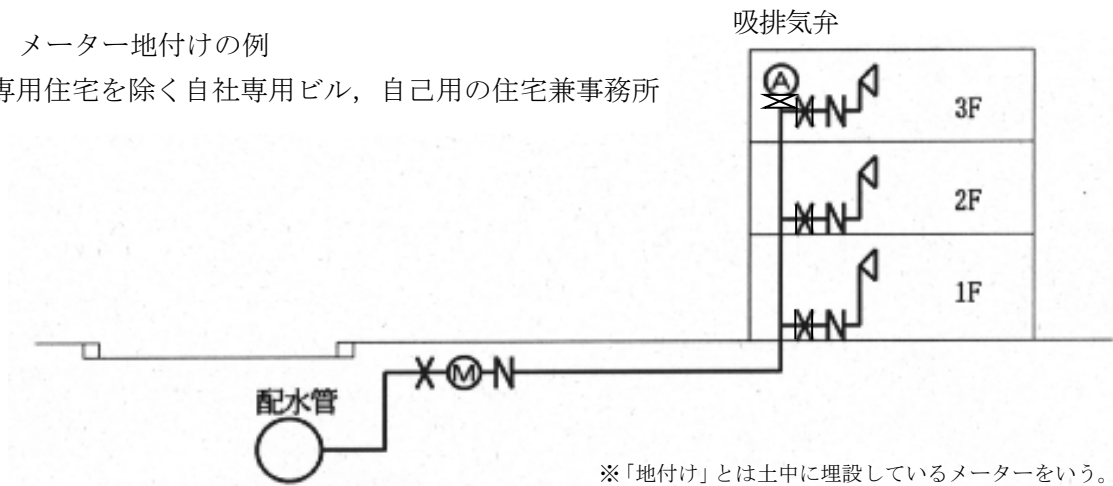 吸排気弁
メーター地付けの例
専用住宅を除く自社専用ビル，自己用の住宅兼事務所
A
3F
2F
1F
M
配水管
※「地付け」とは土中に埋設しているメーターをいう。